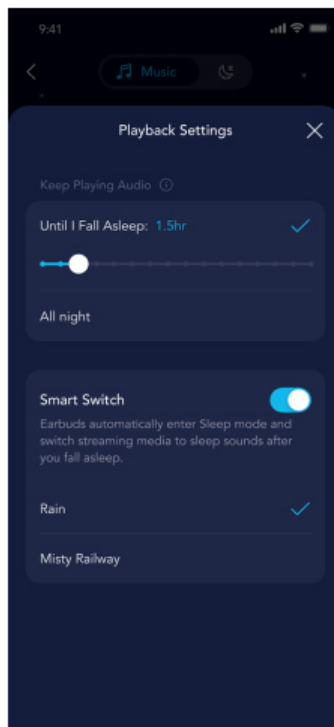 9:41
Music
Playback Settings
Keep Playing Audio
Until I Fall Asleep: 1.5hr
All night
Smart Switch
Earbuds automatically enter Sleep mode and
switch streaming media to sleep sounds after
you fall asleep.
Rain
Misty Railway